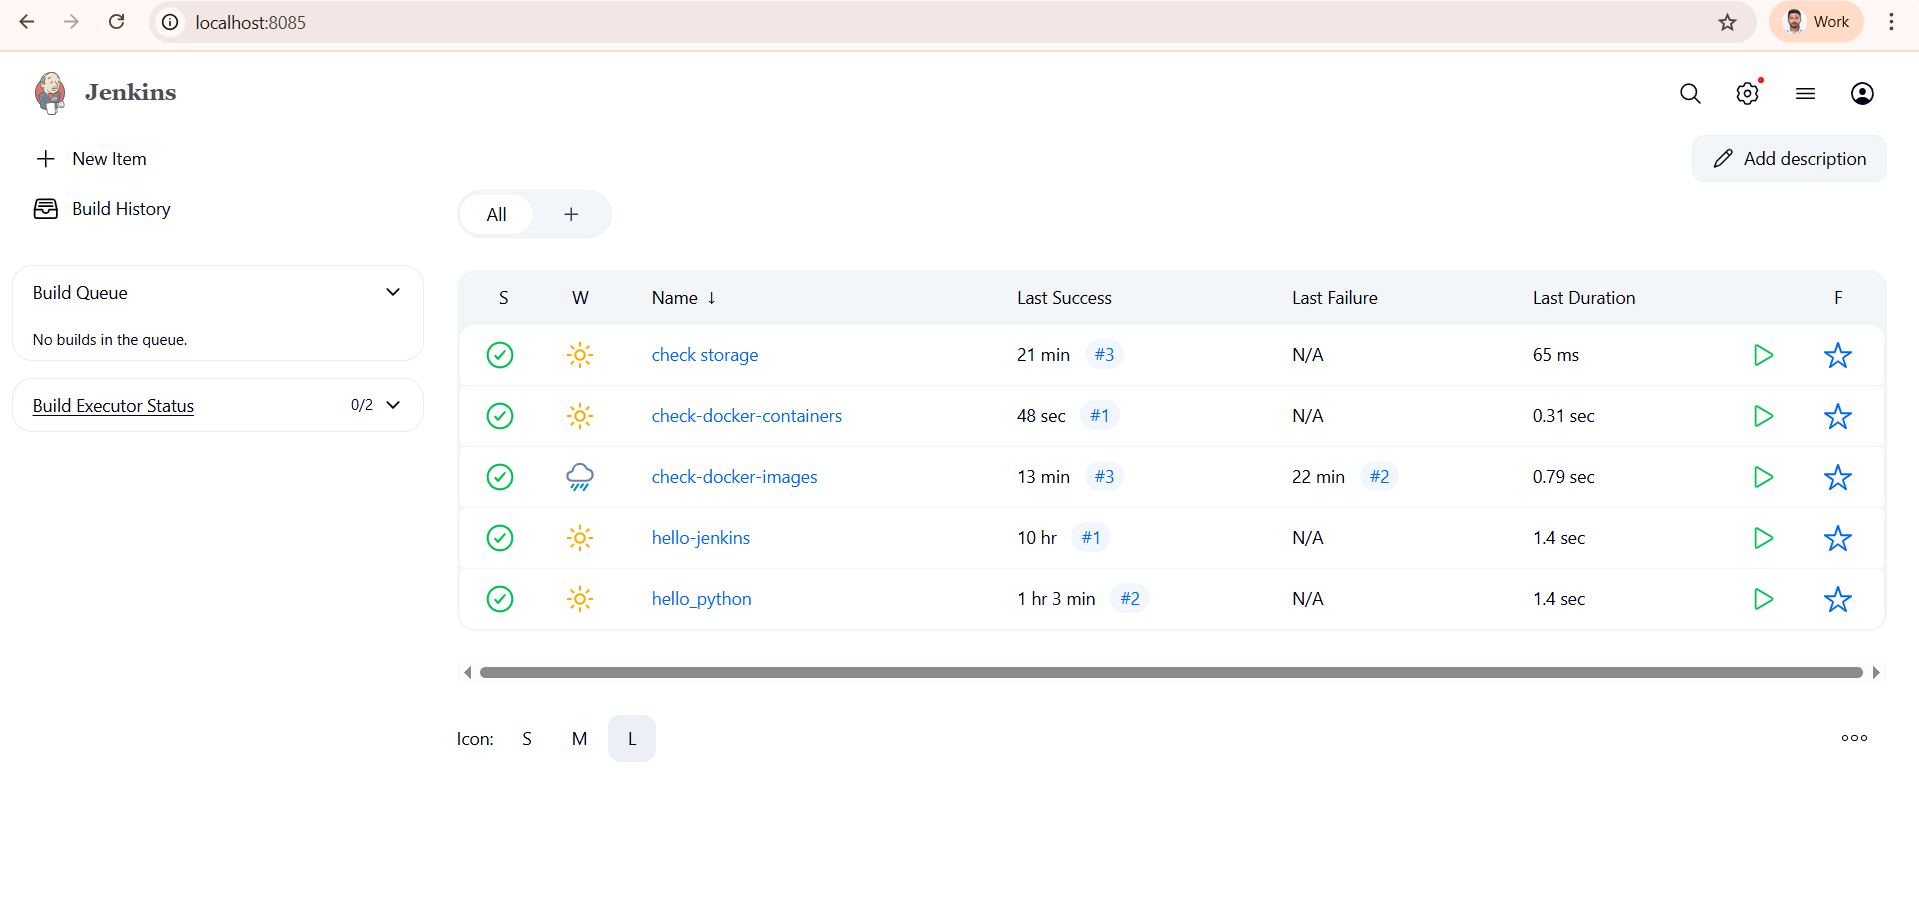 localhost:8085
Work
Jenkins
New Item
Add description
Build History
All +
Build Queue
No builds in the queue.
Build Executor Status 0/2
S W Name ↓ Last Success Last Failure Last Duration F
check storage 21 min #3 N/A 65 ms
check-docker-containers 48 sec #1 N/A 0.31 sec
check-docker-images 13 min #3 22 min #2 0.79 sec
hello-jenkins 10 hr #1 N/A 1.4 sec
hello_python 1 hr 3 min #2 N/A 1.4 sec
Icon: S M L